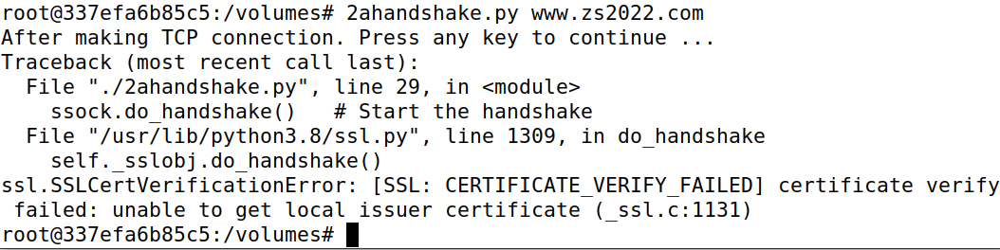 root@337efa6b85c5:/volumes# 2ahandshake.py www.zs2022.com
After making TCP connection. Press any key to continue ...
Traceback (most recent call last):
  File "./2ahandshake.py", line 29, in <module>
    ssock.do_handshake()   # Start the handshake
  File "/usr/lib/python3.8/ssl.py", line 1309, in do_handshake
    self._sslobj.do_handshake()
ssl.SSLCertVerificationError: [SSL: CERTIFICATE_VERIFY_FAILED] certificate verify
 failed: unable to get local issuer certificate (_ssl.c:1131)
root@337efa6b85c5:/volumes#